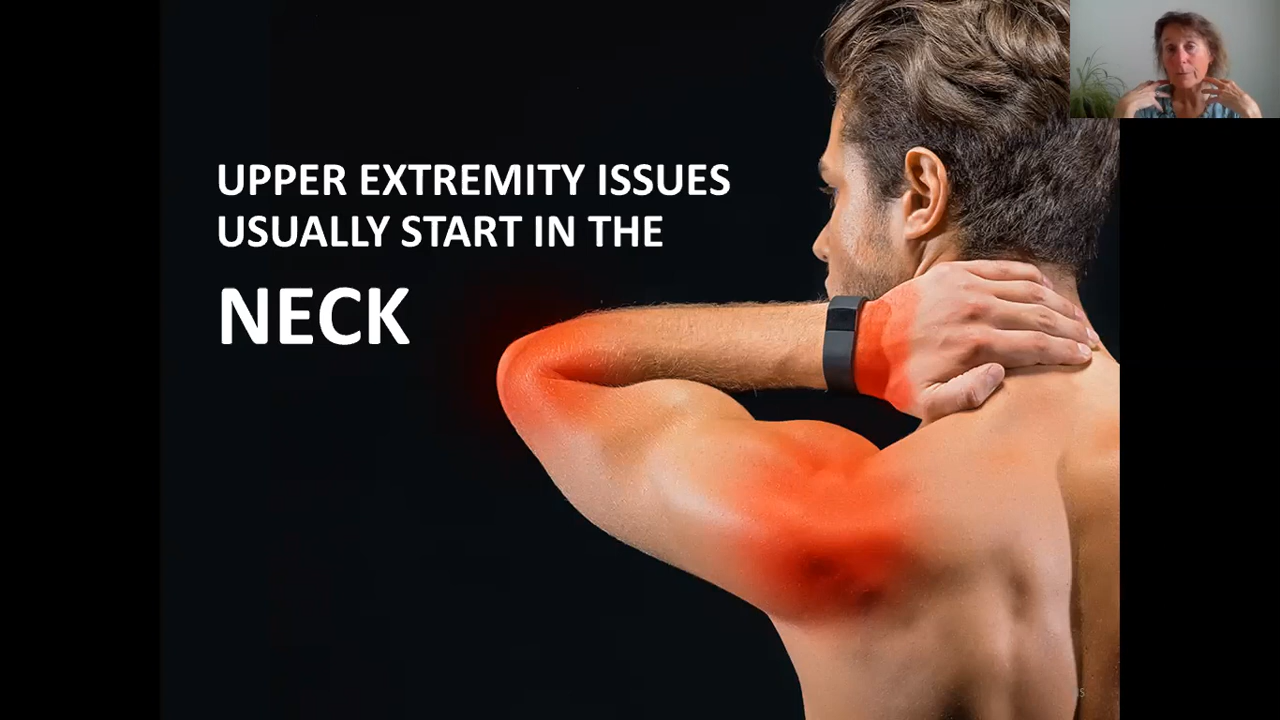 UPPER EXTREMITY ISSUES
USUALLY START IN THE
NECK